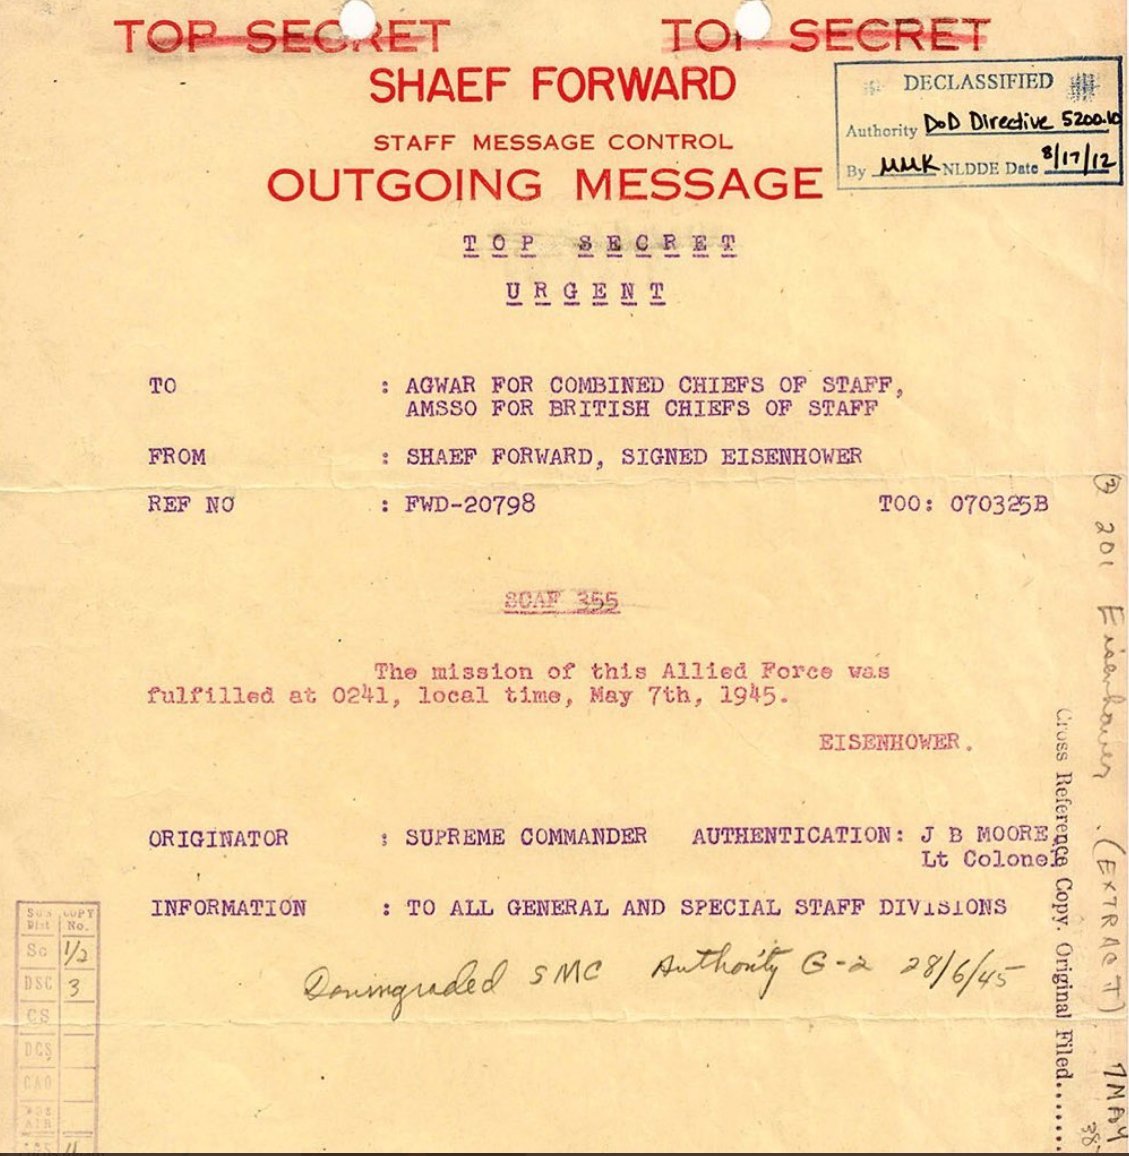 TOP SECRET TOP SECRET
SHAEF FORWARD
STAFF MESSAGE CONTROL
OUTGOING MESSAGE
DECLASSIFIED
Authority DoD Directive 5200.10
By MMK NLDDE Date 8/17/12
TOP SECRET
URGENT
TO : AGWAR FOR COMBINED CHIEFS OF STAFF,
AMSSO FOR BRITISH CHIEFS OF STAFF
FROM : SHAEF FORWARD, SIGNED EISENHOWER
REF NO : FWD-20798 TOO: 070325B
SCAF 355
The mission of this Allied Force was
fulfilled at 0241, local time, May 7th, 1945.
EISENHOWER.
ORIGINATOR : SUPREME COMMANDER AUTHENTICATION: J B MOORE,
Lt Colonel
INFORMATION : TO ALL GENERAL AND SPECIAL STAFF DIVISIONS
Downgraded SMC Authority G-2 28/6/45
COPY
Dist No.
SG 1/2
DSC 3
CS
DCS
CAO
AIR
Cross Reference Copy. Original Filed.......
201 Eisenhower (EXTRACT) 7 MAY